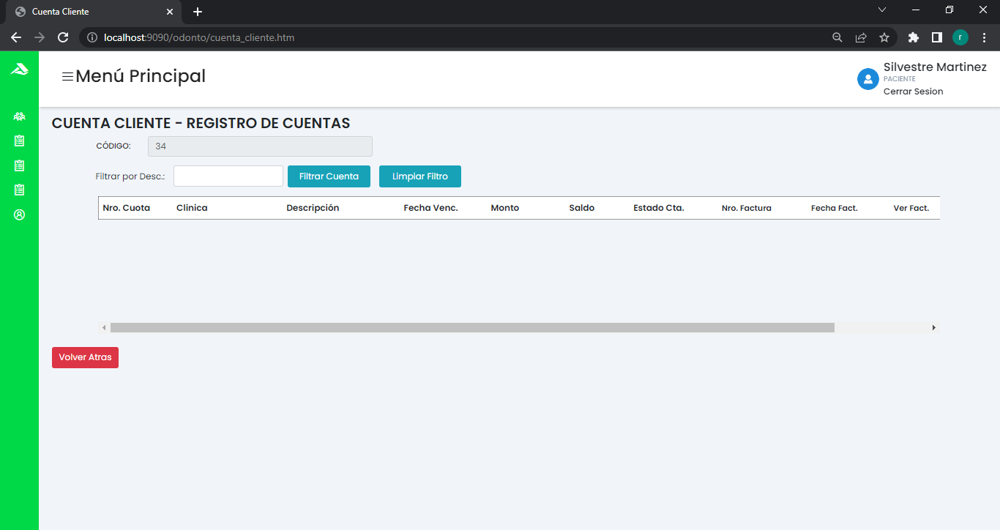 Cuenta Cliente
localhost:9090/odonto/cuenta_cliente.htm
r
Menú Principal
Silvestre Martinez
PACIENTE
Cerrar Sesion
CUENTA CLIENTE - REGISTRO DE CUENTAS
CÓDIGO: 34
Filtrar por Desc.: Filtrar Cuenta Limpiar Filtro
Nro. Cuota Clinica Descripción Fecha Venc. Monto Saldo Estado Cta. Nro. Factura Fecha Fact. Ver Fact.
Volver Atras